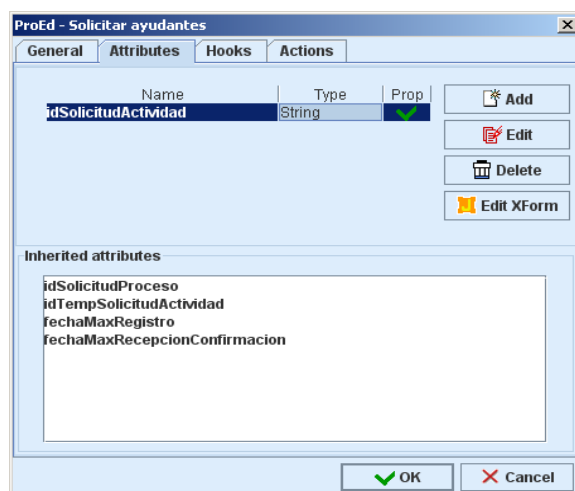 ProEd - Solicitar ayudantes
General Attributes Hooks Actions
Name Type Prop
idSolicitudActividad String
Add
Edit
Delete
Edit XForm
Inherited attributes
idSolicitudProceso
idTempSolicitudActividad
fechaMaxRegistro
fechaMaxRecepcionConfirmacion
OK Cancel